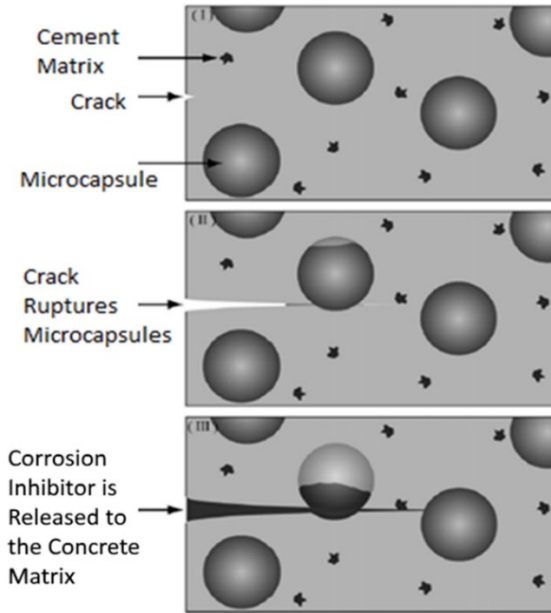 (I)
Cement
Matrix
Crack
Microcapsule
(II)
Crack
Ruptures
Microcapsules
(III)
Corrosion
Inhibitor is
Released to
the Concrete
Matrix